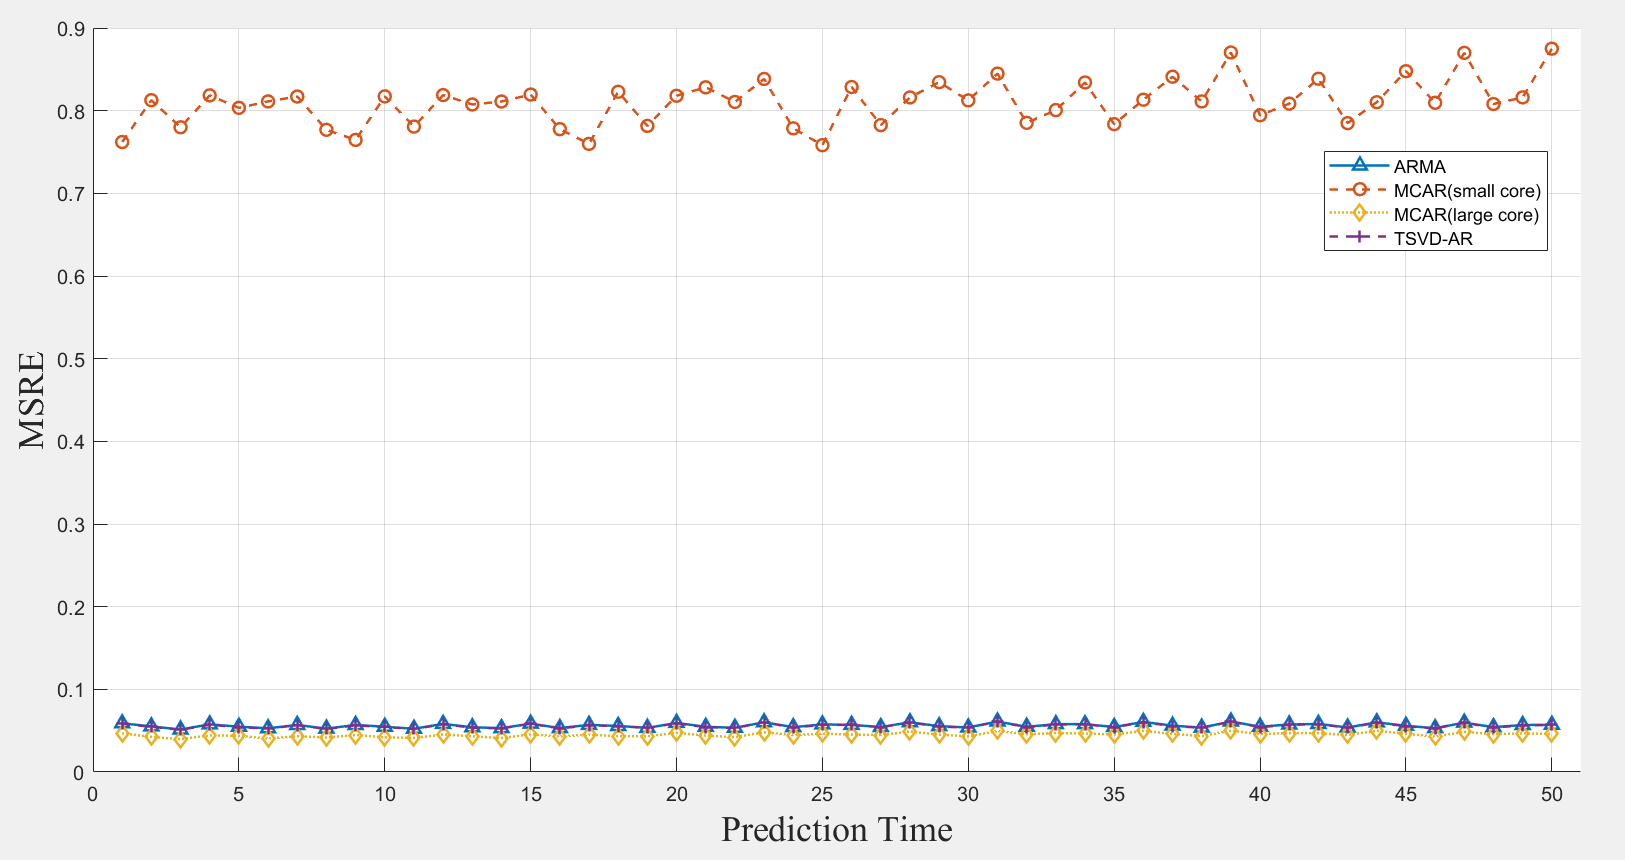 0.9
0.8
0.7
0.6
0.5
0.4
0.3
0.2
0.1
0
MSRE
ARMA
MCAR(small core)
MCAR(large core)
TSVD-AR
0 5 10 15 20 25 30 35 40 45 50
Prediction Time